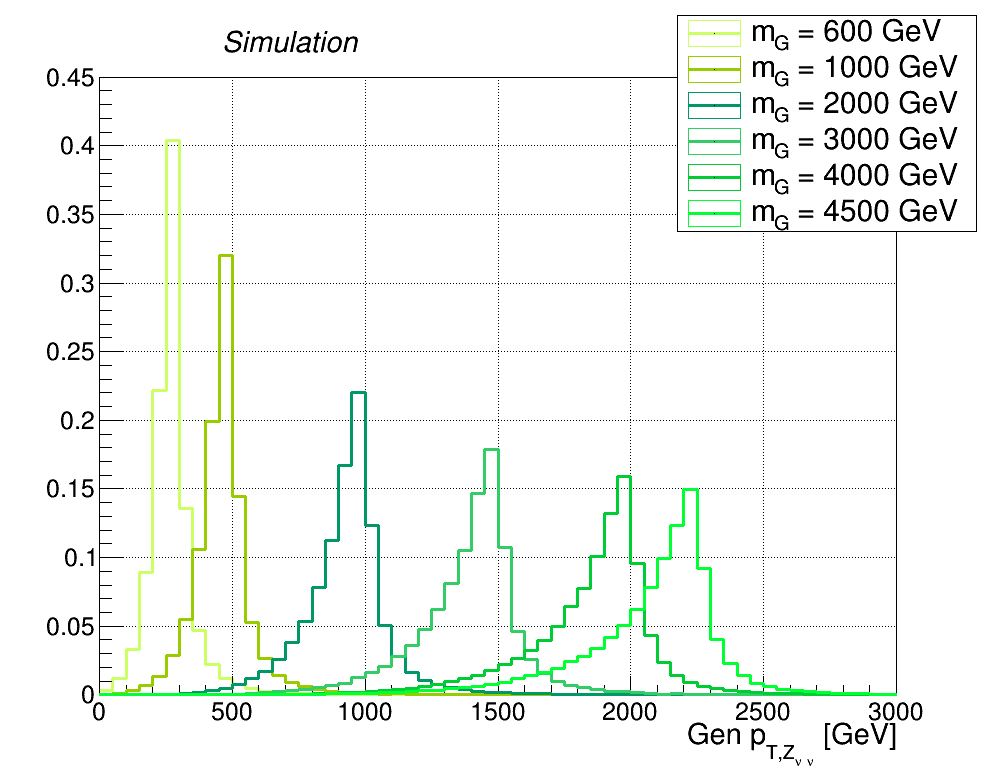 Simulation
m_G = 600 GeV
m_G = 1000 GeV
m_G = 2000 GeV
m_G = 3000 GeV
m_G = 4000 GeV
m_G = 4500 GeV
0.45
0.4
0.35
0.3
0.25
0.2
0.15
0.1
0.05
0
0 500 1000 1500 2000 2500 3000
Gen p_T,Z_ν ν [GeV]